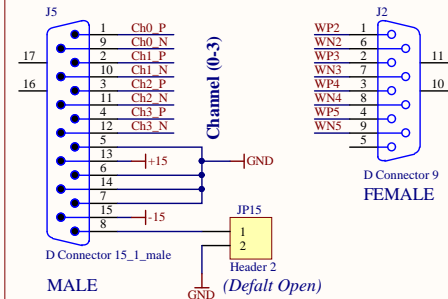 J5
1 Ch0_P
9 Ch0_N
2 Ch1_P
10 Ch1_N
3 Ch2_P
11 Ch2_N
4 Ch3_P
12 Ch3_N
5
13 +15
6
14
7
15 -15
8
17
16
Channel (0-3)
GND
JP15
1
2
Header 2
(Defalt Open)
GND
D Connector 15_1_male
MALE
J2
WP2 1
WN2 6
WP3 2
WN3 7
WP4 3
WN4 8
WP5 4
WN5 9
5
11
10
D Connector 9
FEMALE